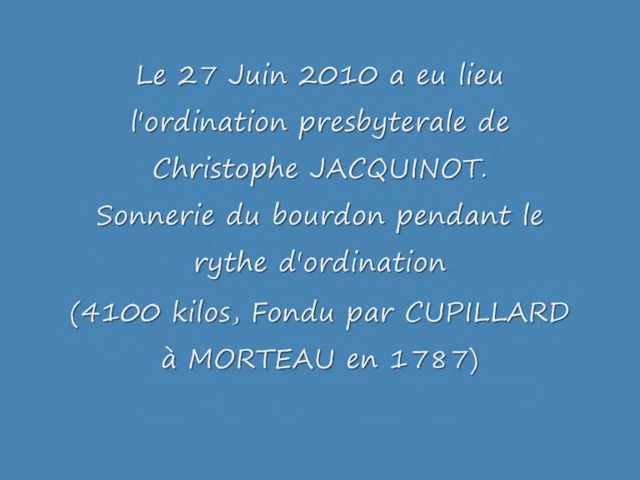 Le 27 Juin 2010 a eu lieu
l'ordination presbyterale de
Christophe JACQUINOT.
Sonnerie du bourdon pendant le
rythe d'ordination
(4100 kilos, Fondu par CUPILLARD
à MORTEAU en 1787)